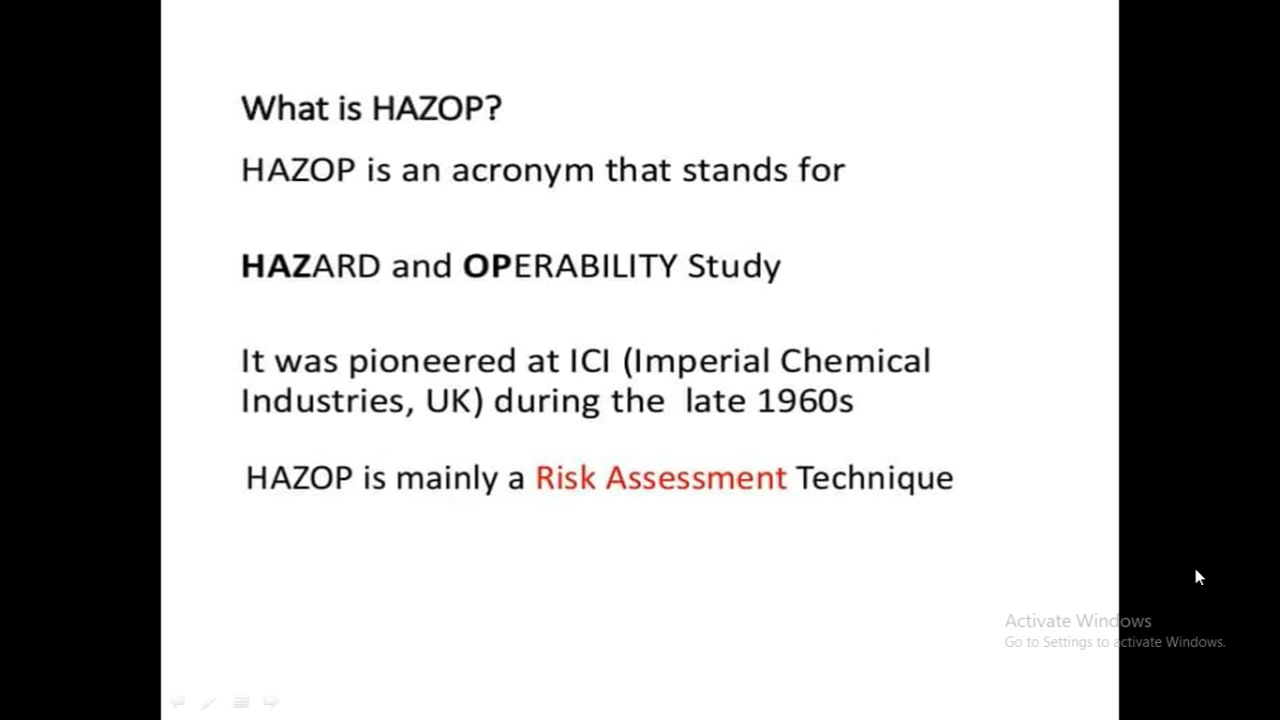 What is HAZOP?
HAZOP is an acronym that stands for
HAZARD and OPERABILITY Study
It was pioneered at ICI (Imperial Chemical
Industries, UK) during the late 1960s
HAZOP is mainly a Risk Assessment Technique
Activate Windows
Go to Settings to activate Windows.